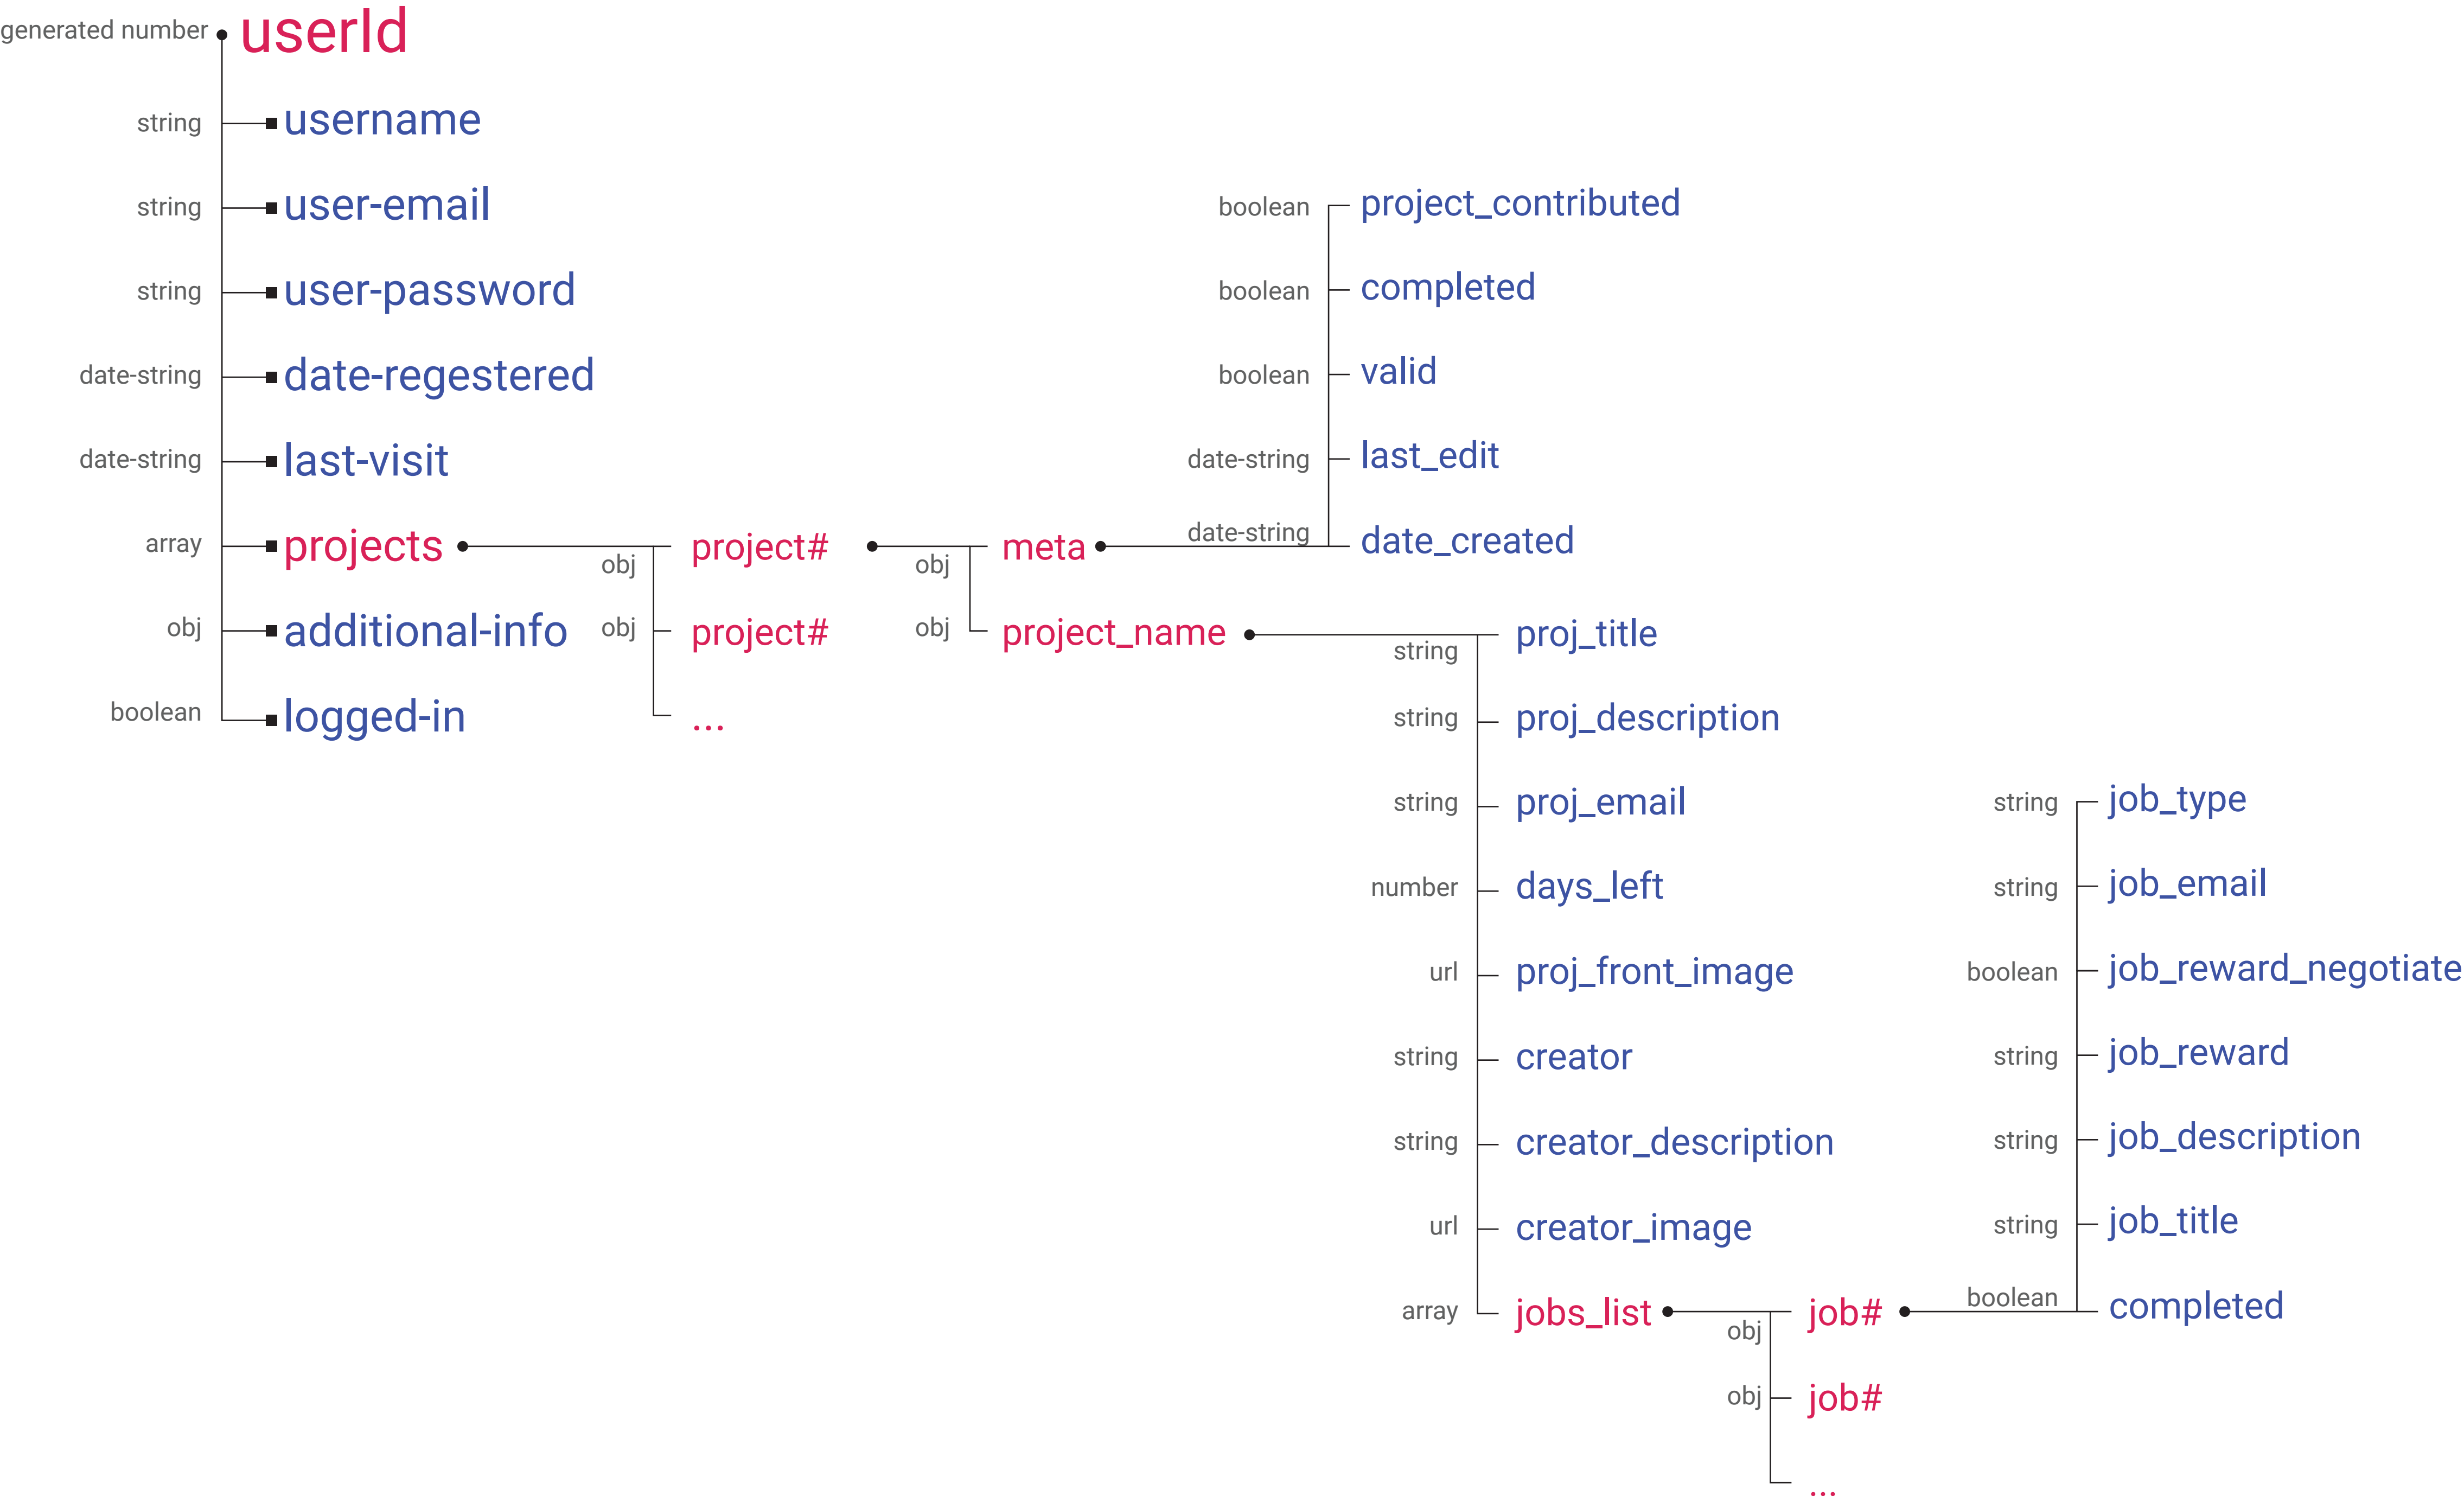 generated number userId
string username
string user-email
string user-password
date-string date-regestered
date-string last-visit
array projects
obj additional-info
boolean logged-in
obj project#
obj project#
...
obj meta
obj project_name
boolean project_contributed
boolean completed
boolean valid
date-string last_edit
date-string date_created
string proj_title
string proj_description
string proj_email
number days_left
url proj_front_image
string creator
string creator_description
url creator_image
array jobs_list
obj job#
obj job#
...
string job_type
string job_email
boolean job_reward_negotiate
string job_reward
string job_description
string job_title
boolean completed